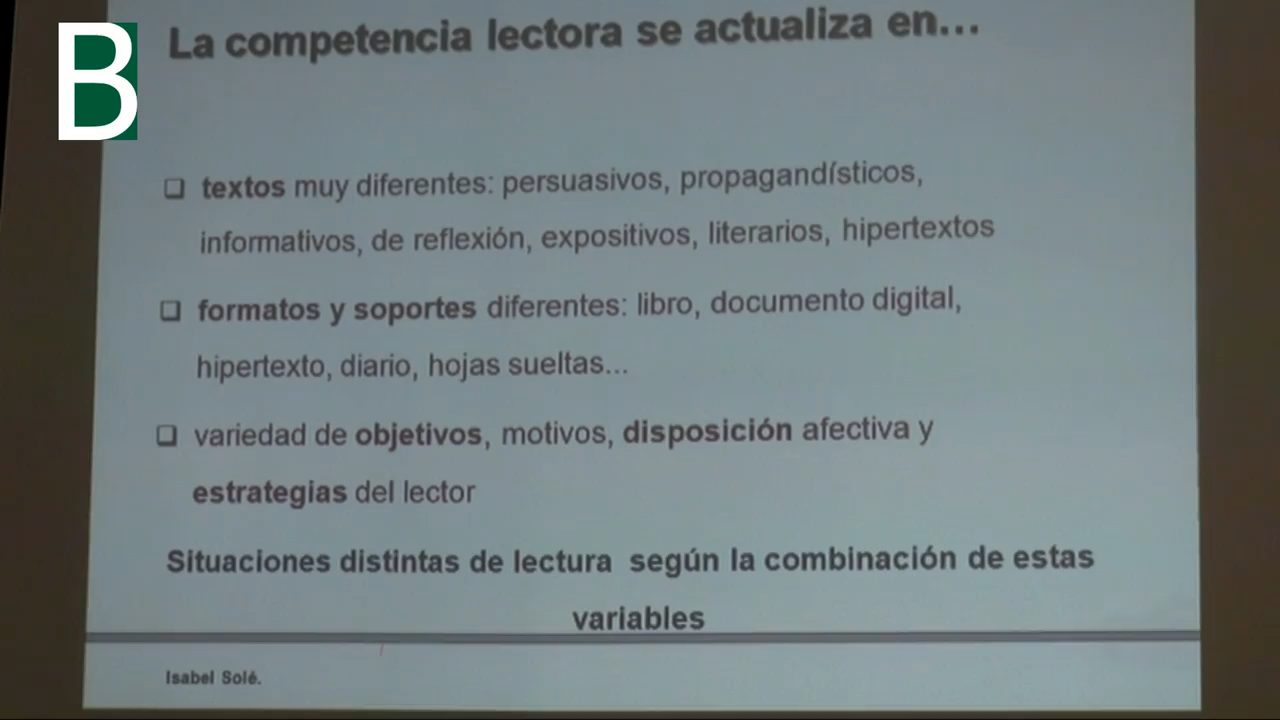 B
La competencia lectora se actualiza en...
❑ textos muy diferentes: persuasivos, propagandísticos,
informativos, de reflexión, expositivos, literarios, hipertextos
❑ formatos y soportes diferentes: libro, documento digital,
hipertexto, diario, hojas sueltas...
❑ variedad de objetivos, motivos, disposición afectiva y
estrategias del lector
Situaciones distintas de lectura según la combinación de estas
variables
Isabel Solé.